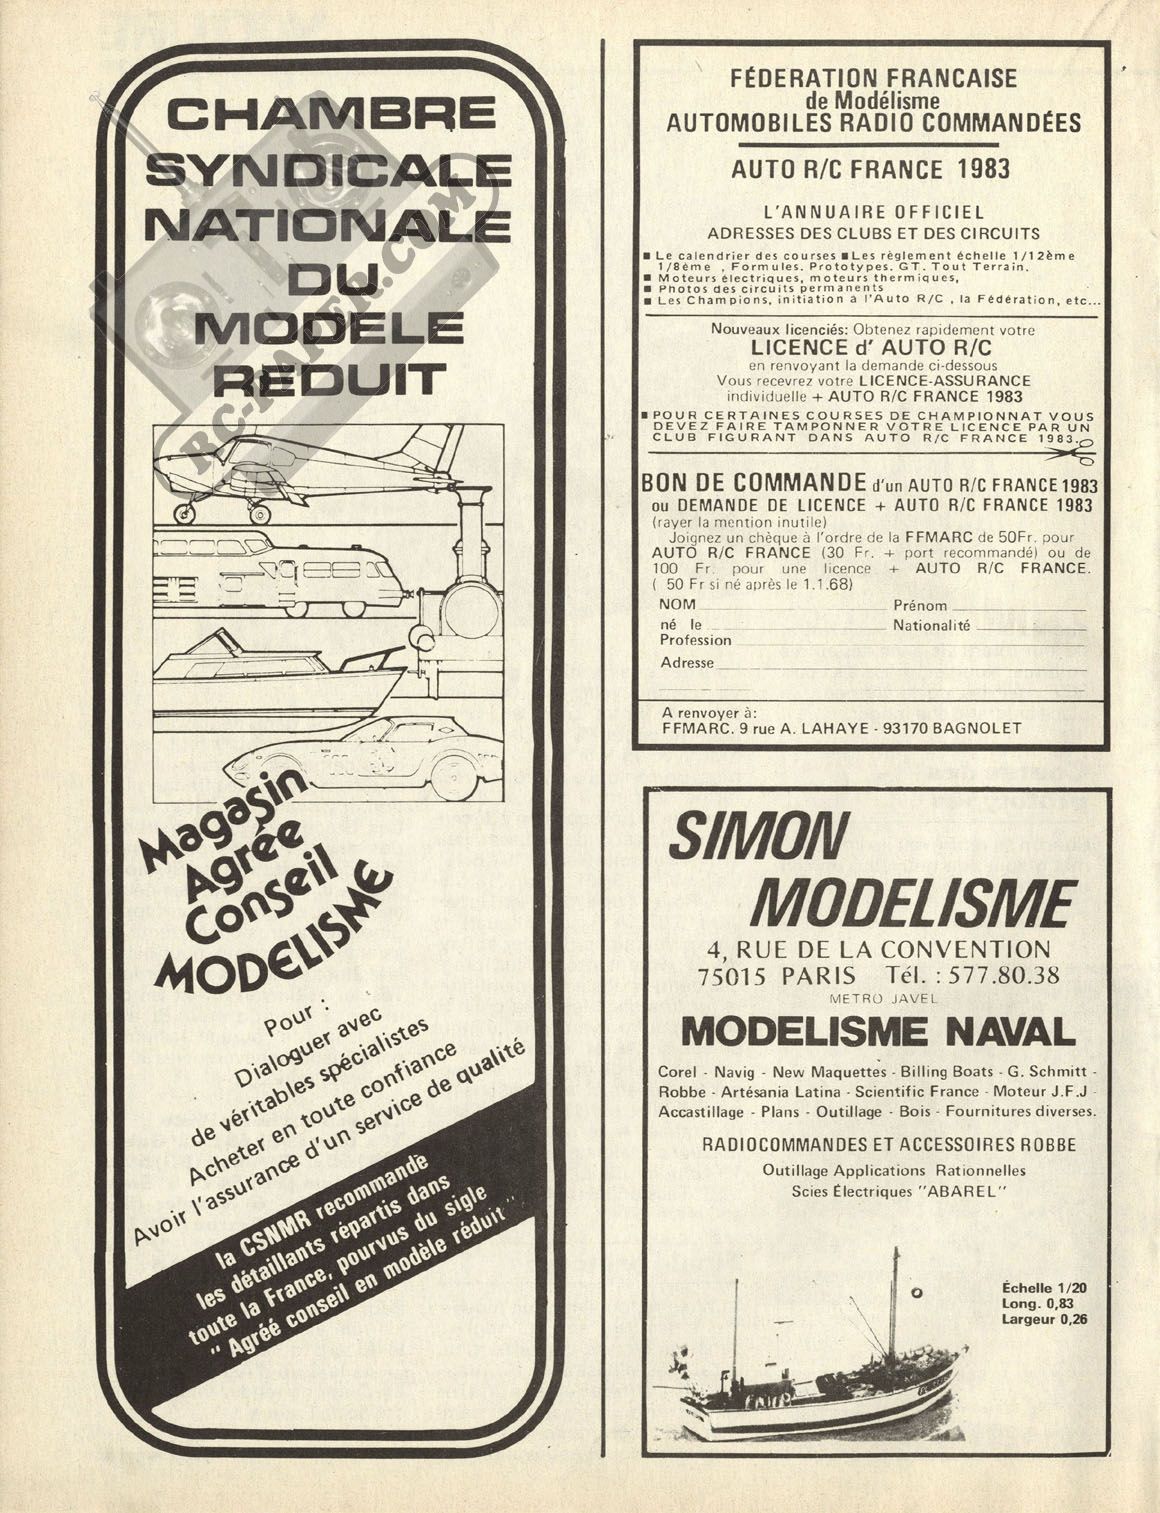 CHAMBRE
SYNDICALE
NATIONALE
DU
MODELE
REDUIT
RC-PAPER.COM
Magasin
Agrée
Conseil
MODELISME
Pour :
Dialoguer avec
de véritables spécialistes
Acheter en toute confiance
Avoir l'assurance d'un service de qualité
la CSNMR recommande
les détaillants répartis dans
toute la France, pourvus du sigle
" Agréé conseil en modèle réduit "
FÉDERATION FRANCAISE
de Modélisme
AUTOMOBILES RADIO COMMANDÉES
AUTO R/C FRANCE 1983
L'ANNUAIRE OFFICIEL
ADRESSES DES CLUBS ET DES CIRCUITS
■ Le calendrier des courses ■ Les règlement échelle 1/12ème
1/8ème , Formules. Prototypes. GT. Tout Terrain.
■ Moteurs électriques, moteurs thermiques,
■ Photos des circuits permanents
■ Les Champions, initiation à l'Auto R/C , la Fédération, etc...
Nouveaux licenciés: Obtenez rapidement votre
LICENCE d' AUTO R/C
en renvoyant la demande ci-dessous
Vous recevrez votre LICENCE-ASSURANCE
individuelle + AUTO R/C FRANCE 1983
■ POUR CERTAINES COURSES DE CHAMPIONNAT VOUS
DEVEZ FAIRE TAMPONNER VOTRE LICENCE PAR UN
CLUB FIGURANT DANS AUTO R/C FRANCE 1983.
BON DE COMMANDE d'un AUTO R/C FRANCE 1983
ou DEMANDE DE LICENCE + AUTO R/C FRANCE 1983
(rayer la mention inutile)
Joignez un chèque à l'ordre de la FFMARC de 50Fr. pour
AUTO R/C FRANCE (30 Fr. + port recommandé) ou de
100 Fr. pour une licence + AUTO R/C FRANCE.
( 50 Fr si né après le 1.1.68)
NOM Prénom
né le Nationalité
Profession
Adresse
A renvoyer à:
FFMARC. 9 rue A. LAHAYE - 93170 BAGNOLET
SIMON
MODELISME
4, RUE DE LA CONVENTION
75015 PARIS Tél. : 577.80.38
METRO JAVEL
MODELISME NAVAL
Corel - Navig - New Maquettes - Billing Boats - G. Schmitt -
Robbe - Artésania Latina - Scientific France - Moteur J.F.J -
Accastillage - Plans - Outillage - Bois - Fournitures diverses.
RADIOCOMMANDES ET ACCESSOIRES ROBBE
Outillage Applications Rationnelles
Scies Électriques "ABAREL"
Échelle 1/20
Long. 0,83
Largeur 0,26